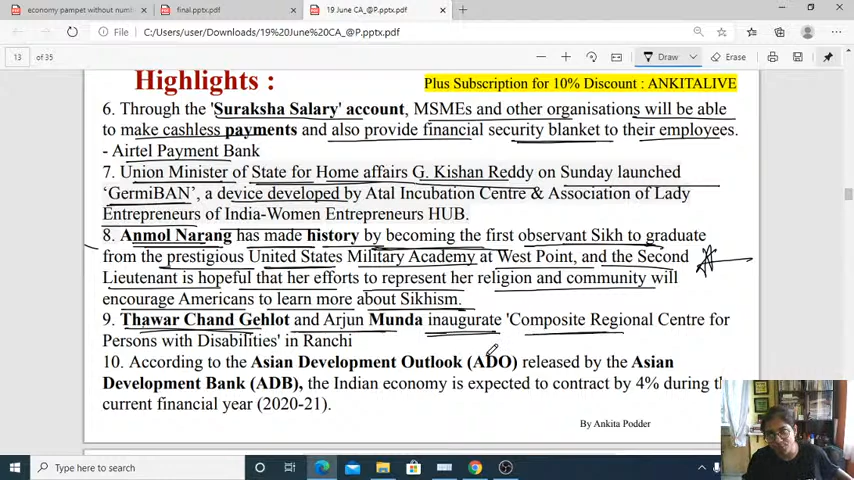 economy pampet without numb
final.pptx.pdf
19 June CA_@P.pptx.pdf
File
C:/Users/user/Downloads/19%20June%20CA_@P.pptx.pdf
13 of 35
Draw
Erase
Highlights :
Plus Subscription for 10% Discount : ANKITALIVE
6. Through the 'Suraksha Salary' account, MSMEs and other organisations will be able
to make cashless payments and also provide financial security blanket to their employees.
- Airtel Payment Bank
7. Union Minister of State for Home affairs G. Kishan Reddy on Sunday launched
'GermiBAN', a device developed by Atal Incubation Centre & Association of Lady
Entrepreneurs of India-Women Entrepreneurs HUB.
8. Anmol Narang has made history by becoming the first observant Sikh to graduate
from the prestigious United States Military Academy at West Point, and the Second
Lieutenant is hopeful that her efforts to represent her religion and community will
encourage Americans to learn more about Sikhism.
9. Thawar Chand Gehlot and Arjun Munda inaugurate 'Composite Regional Centre for
Persons with Disabilities' in Ranchi
10. According to the Asian Development Outlook (ADO) released by the Asian
Development Bank (ADB), the Indian economy is expected to contract by 4% during th
current financial year (2020-21).
By Ankita Podder
Type here to search